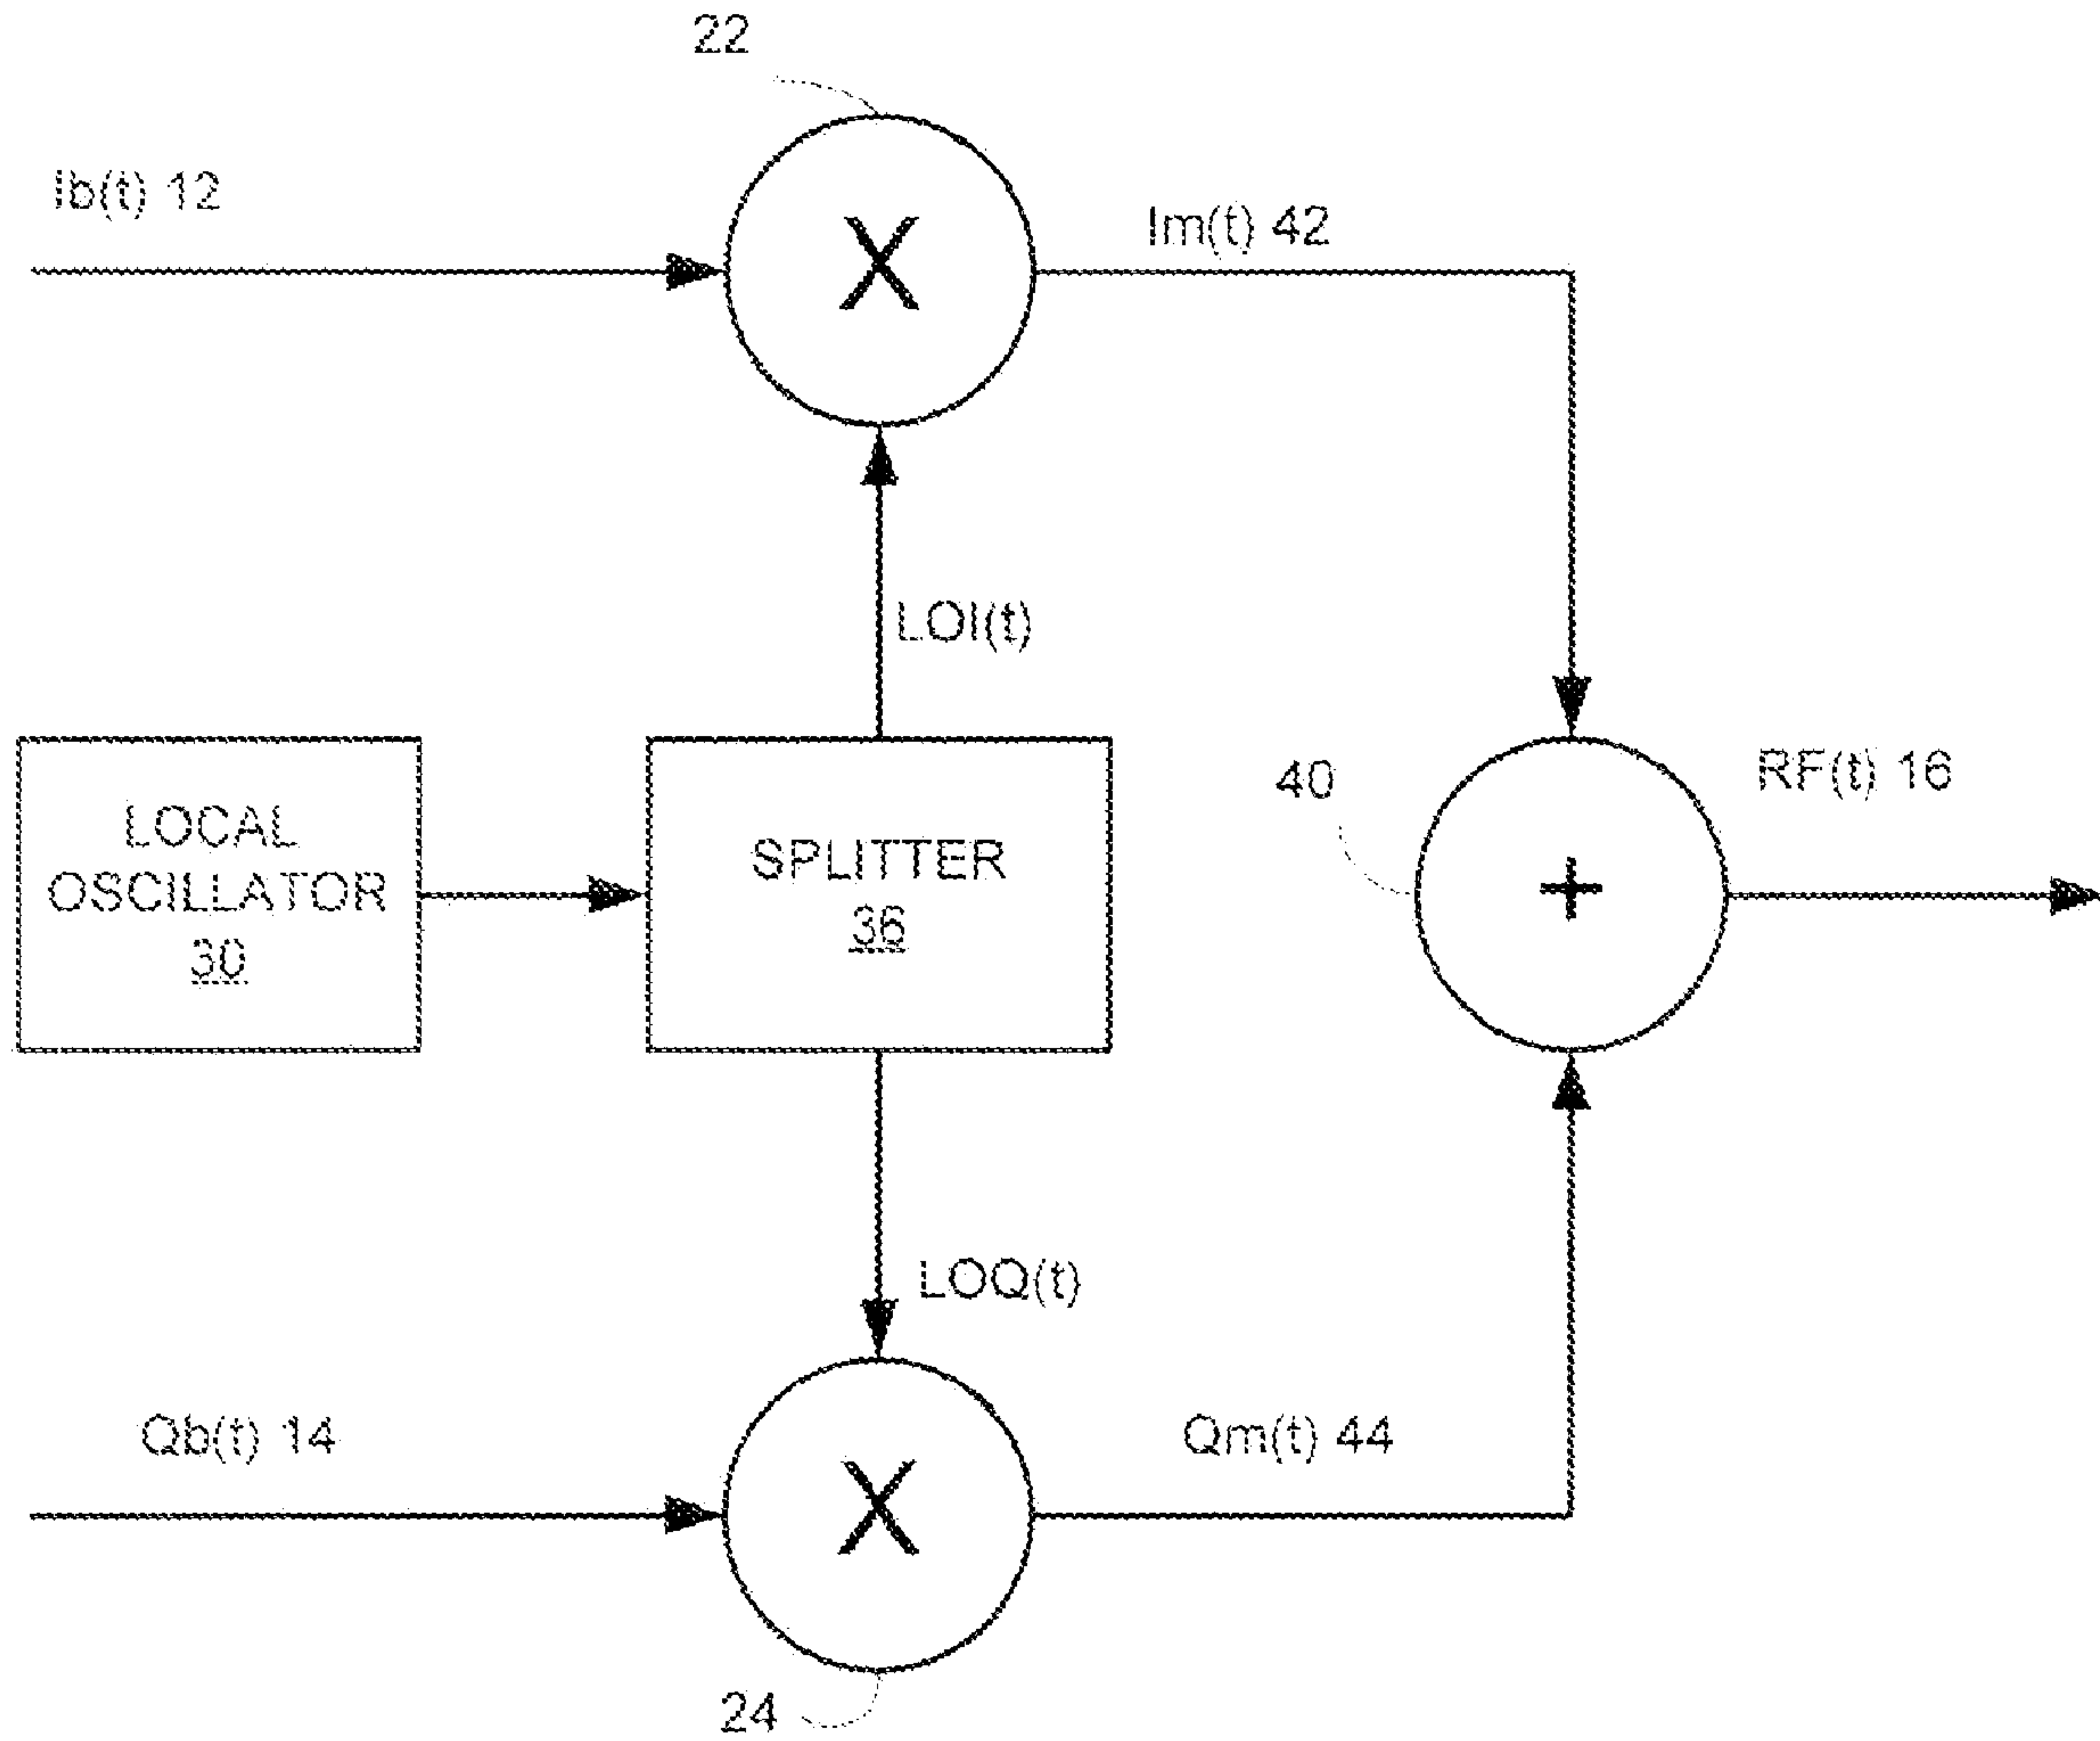 22
Ib(t) 12
X
Im(t) 42
LOI(t)
LOCAL
OSCILLATOR
30
SPLITTER
36
40
+
RF(t) 16
LOQ(t)
Qb(t) 14
X
Qm(t) 44
24